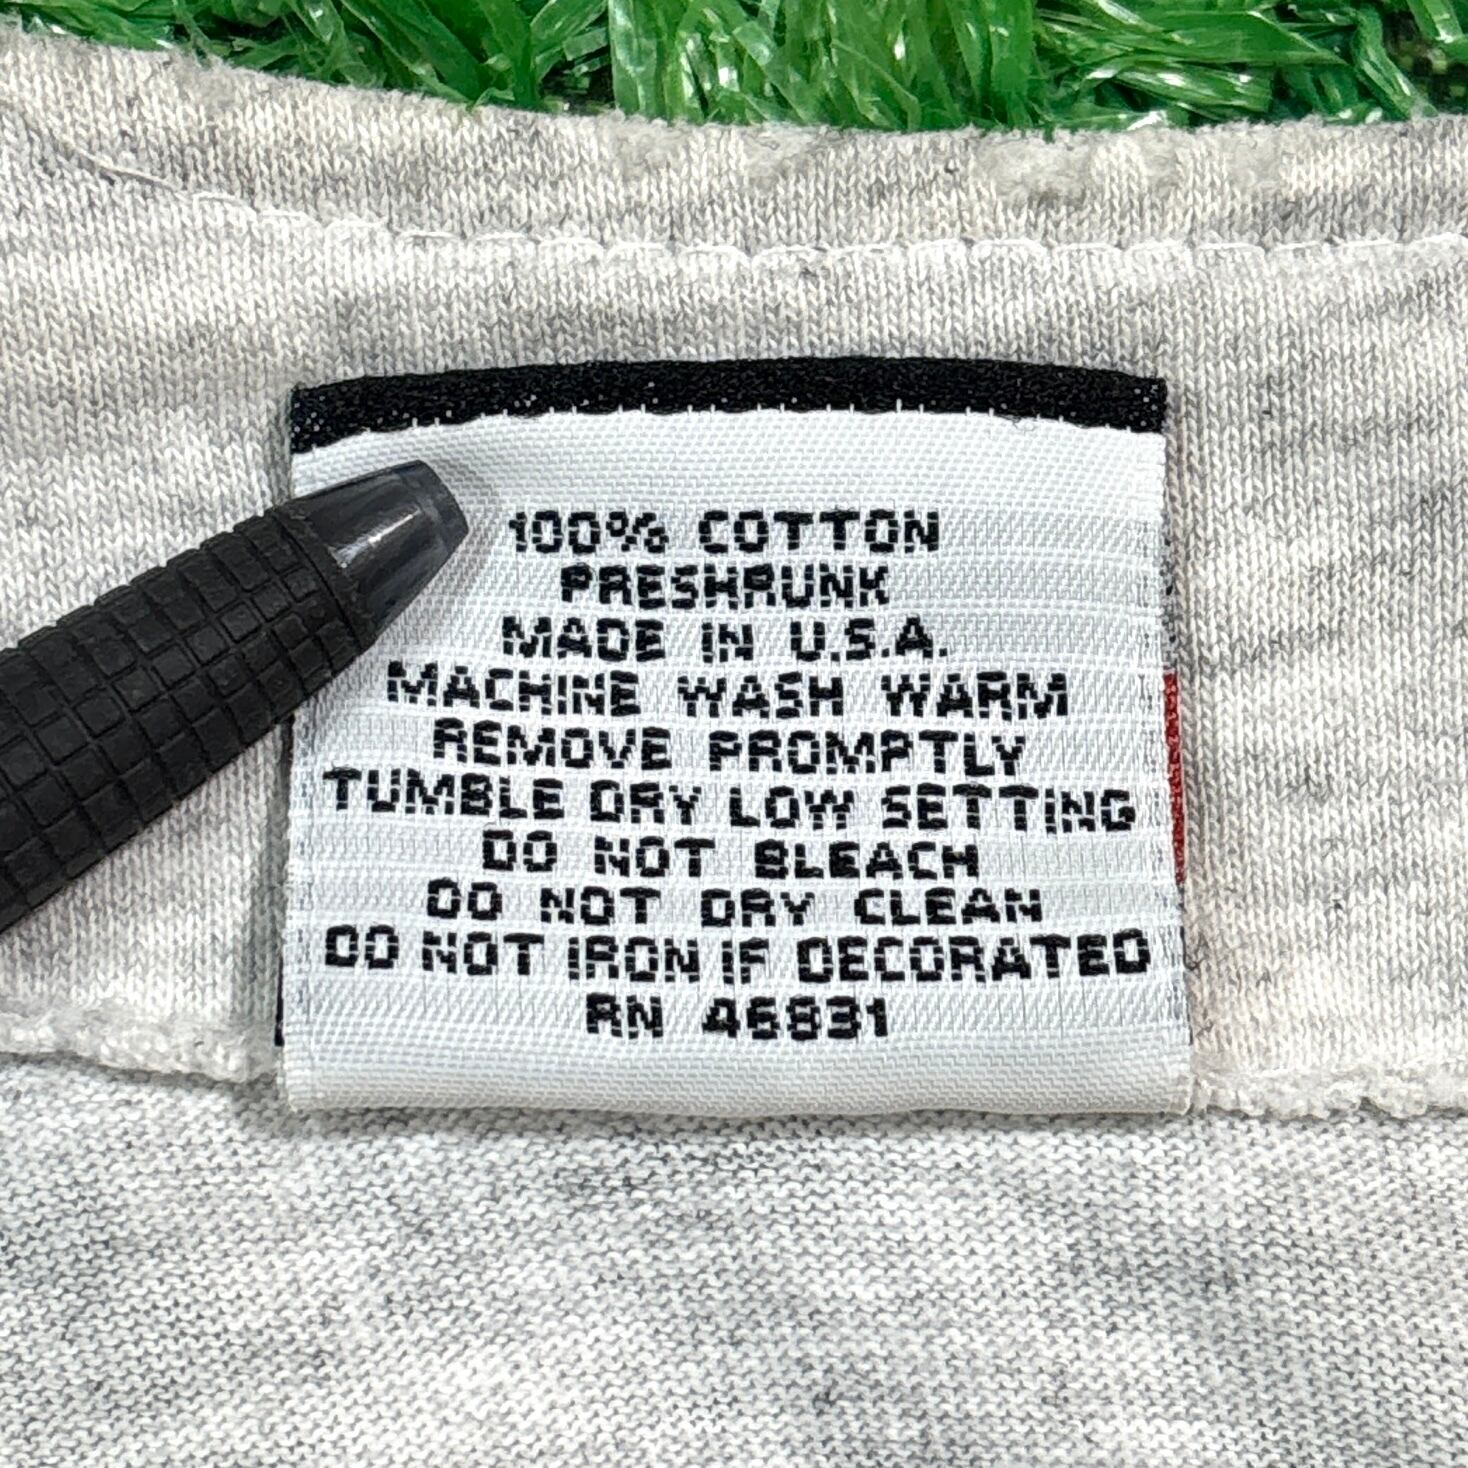 100% COTTON
PRESHRUNK
MADE IN U.S.A.
MACHINE WASH WARM
REMOVE PROMPTLY
TUMBLE DRY LOW SETTING
DO NOT BLEACH
DO NOT DRY CLEAN
DO NOT IRON IF DECORATED
RN 46831